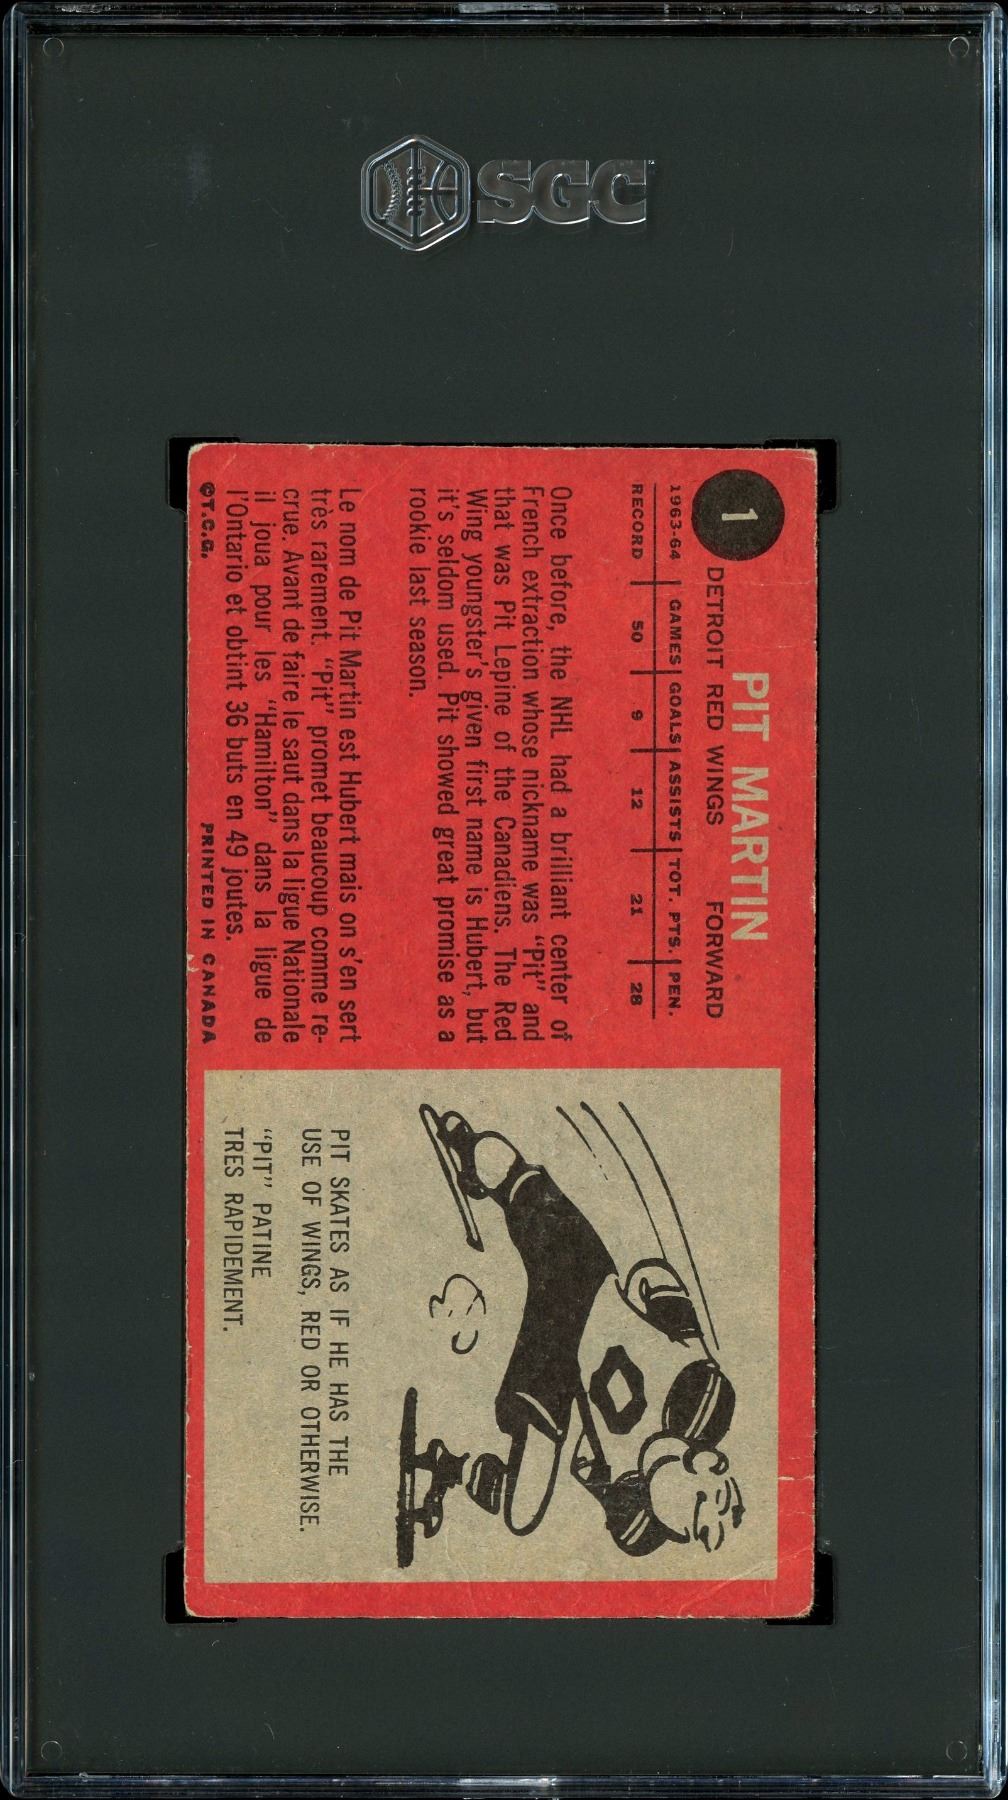 SGC
1
PIT MARTIN
DETROIT RED WINGS FORWARD
1963-64 GAMES GOALS ASSISTS TOT. PTS. PEN.
RECORD 50 9 12 21 28
Once before, the NHL had a brilliant center of
French extraction whose nickname was "Pit" and
that was Pit Lepine of the Canadiens. The Red
Wing youngster's given first name is Hubert, but
it's seldom used. Pit showed great promise as a
rookie last season.
Le nom de Pit Martin est Hubert mais on s'en sert
très rarement. "Pit" promet beaucoup comme re-
crue. Avant de faire le saut dans la ligue Nationale
il joua pour les "Hamilton" dans la ligue de
l'Ontario et obtint 36 buts en 49 joutes.
©T.C.G. PRINTED IN CANADA
PIT SKATES AS IF HE HAS THE
USE OF WINGS, RED OR OTHERWISE.
"PIT" PATINE
TRES RAPIDEMENT.